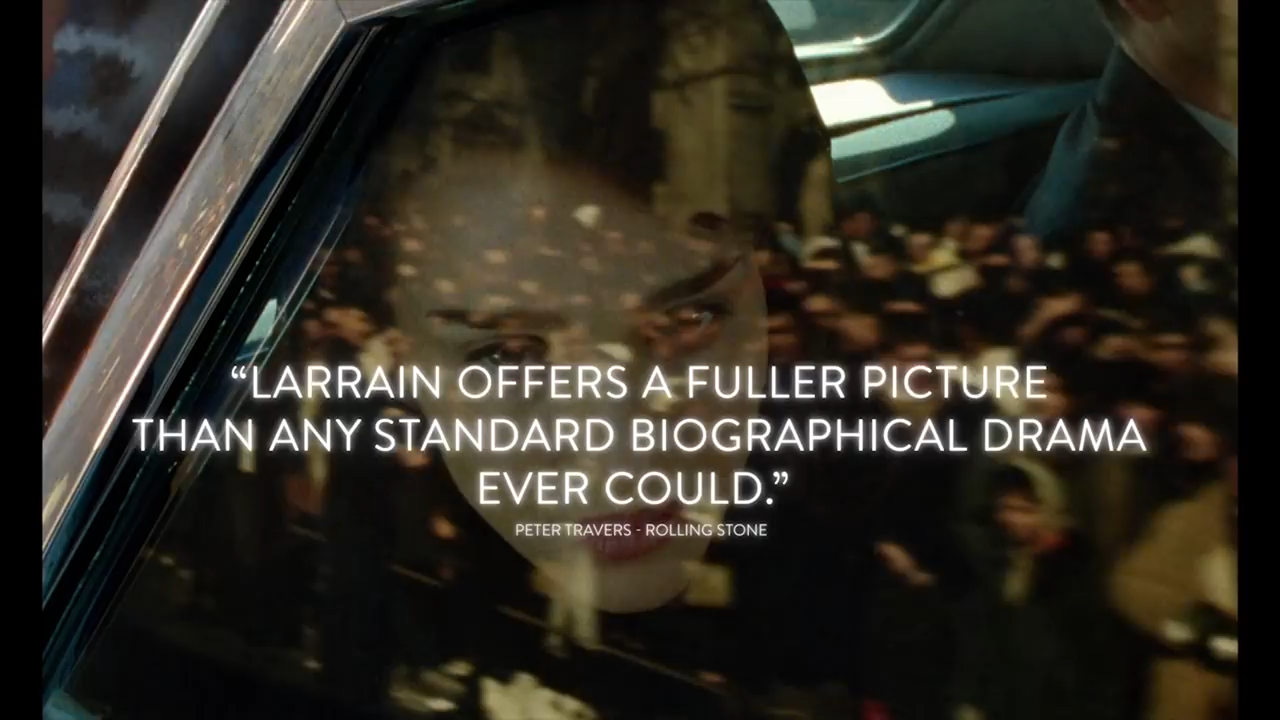 “LARRAIN OFFERS A FULLER PICTURE
THAN ANY STANDARD BIOGRAPHICAL DRAMA
EVER COULD.”
PETER TRAVERS - ROLLING STONE